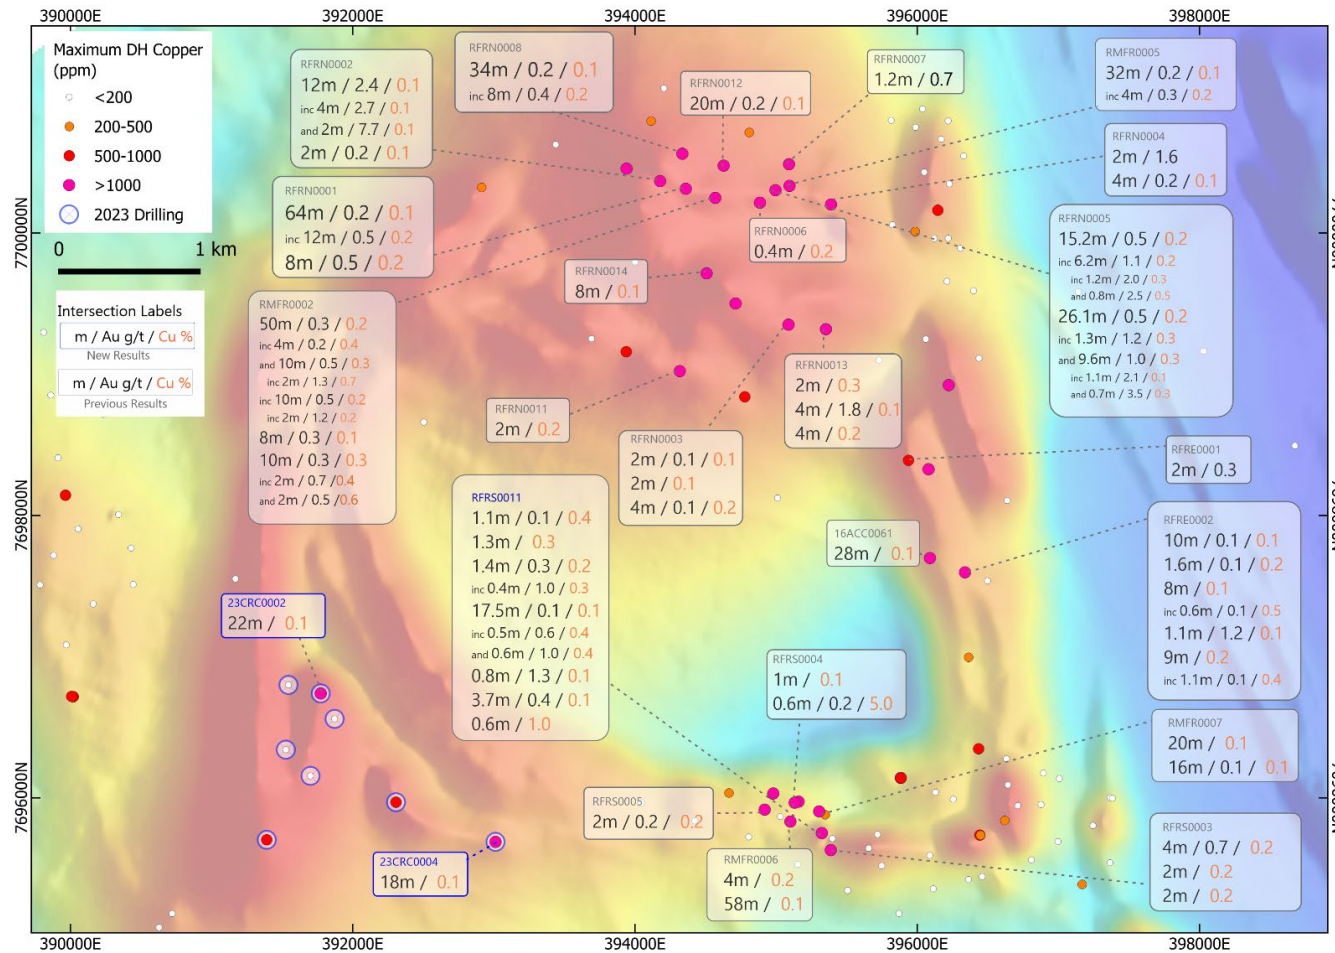 390000E
392000E
394000E
396000E
398000E
Maximum DH Copper
(ppm)
<200
200-500
500-1000
>1000
2023 Drilling
0
1 km
Intersection Labels
m / Au g/t / Cu %
New Results
m / Au g/t / Cu %
Previous Results
7700000N
7698000N
7696000N
RFRN0002
12m / 2.4 / 0.1
inc 4m / 2.7 / 0.1
and 2m / 7.7 / 0.1
2m / 0.2 / 0.1
RFRN0008
34m / 0.2 / 0.1
inc 8m / 0.4 / 0.2
RFRN0012
20m / 0.2 / 0.1
RFRN0007
1.2m / 0.7
RMFR0005
32m / 0.2 / 0.1
inc 4m / 0.3 / 0.2
RFRN0004
2m / 1.6
4m / 0.2 / 0.1
RFRN0001
64m / 0.2 / 0.1
inc 12m / 0.5 / 0.2
8m / 0.5 / 0.2
RFRN0006
0.4m / 0.2
RFRN0005
15.2m / 0.5 / 0.2
inc 6.2m / 1.1 / 0.2
inc 1.2m / 2.0 / 0.3
and 0.8m / 2.5 / 0.5
26.1m / 0.5 / 0.2
inc 1.3m / 1.2 / 0.3
and 9.6m / 1.0 / 0.3
inc 1.1m / 2.1 / 0.1
and 0.7m / 3.5 / 0.3
RFRN0014
8m / 0.1
RMFR0002
50m / 0.3 / 0.2
inc 4m / 0.2 / 0.4
and 10m / 0.5 / 0.3
inc 2m / 1.3 / 0.7
inc 10m / 0.5 / 0.2
inc 2m / 1.2 / 0.2
8m / 0.3 / 0.1
10m / 0.3 / 0.3
inc 2m / 0.7 / 0.4
and 2m / 0.5 / 0.6
RFRN0013
2m / 0.3
4m / 1.8 / 0.1
4m / 0.2
RFRN0011
2m / 0.2
RFRN0003
2m / 0.1 / 0.1
2m / 0.1
4m / 0.1 / 0.2
RFRE0001
2m / 0.3
RFRS0011
1.1m / 0.1 / 0.4
1.3m / 0.3
1.4m / 0.3 / 0.2
inc 0.4m / 1.0 / 0.3
17.5m / 0.1 / 0.1
inc 0.5m / 0.6 / 0.4
and 0.6m / 1.0 / 0.4
0.8m / 1.3 / 0.1
3.7m / 0.4 / 0.1
0.6m / 1.0
16ACC0061
28m / 0.1
RFRE0002
10m / 0.1 / 0.1
1.6m / 0.1 / 0.2
8m / 0.1
inc 0.6m / 0.1 / 0.5
1.1m / 1.2 / 0.1
9m / 0.2
inc 1.1m / 0.1 / 0.4
23CRC0002
22m / 0.1
RFRS0004
1m / 0.1
0.6m / 0.2 / 5.0
RMFR0007
20m / 0.1
16m / 0.1 / 0.1
RFRS0005
2m / 0.2 / 0.2
RFRS0003
4m / 0.7 / 0.2
2m / 0.2
2m / 0.2
23CRC0004
18m / 0.1
RMFR0006
4m / 0.2
58m / 0.1
7700000N
7698000N
7696000N
390000E
392000E
394000E
396000E
398000E